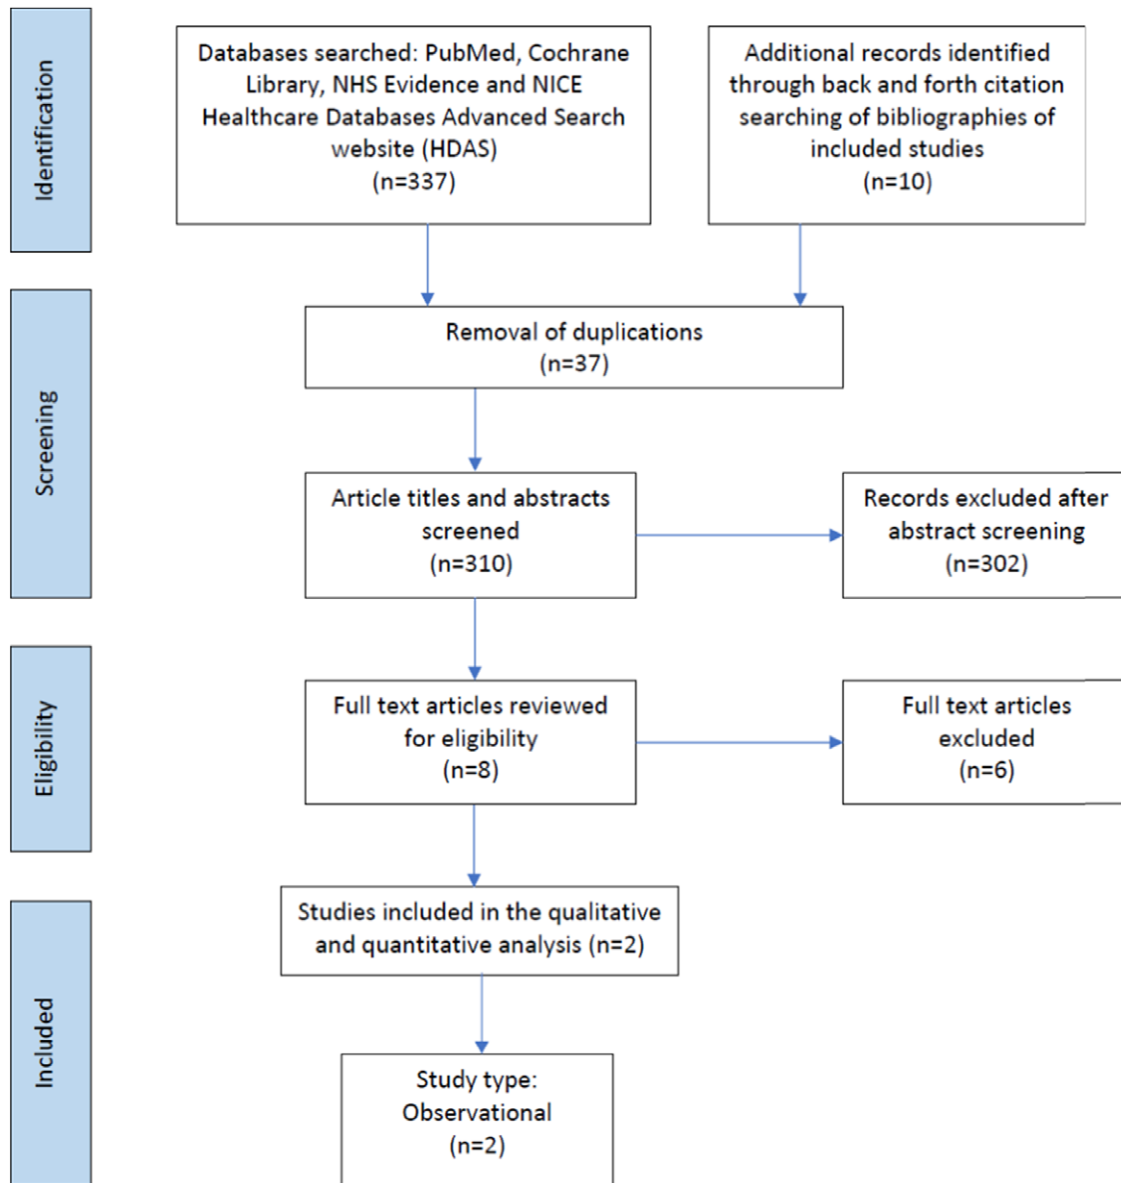 Identification
Databases searched: PubMed, Cochrane
Library, NHS Evidence and NICE
Healthcare Databases Advanced Search
website (HDAS)
(n=337)
Additional records identified
through back and forth citation
searching of bibliographies of
included studies
(n=10)
Screening
Removal of duplications
(n=37)
Article titles and abstracts
screened
(n=310)
Records excluded after
abstract screening
(n=302)
Eligibility
Full text articles reviewed
for eligibility
(n=8)
Full text articles
excluded
(n=6)
Included
Studies included in the qualitative
and quantitative analysis (n=2)
Study type:
Observational
(n=2)